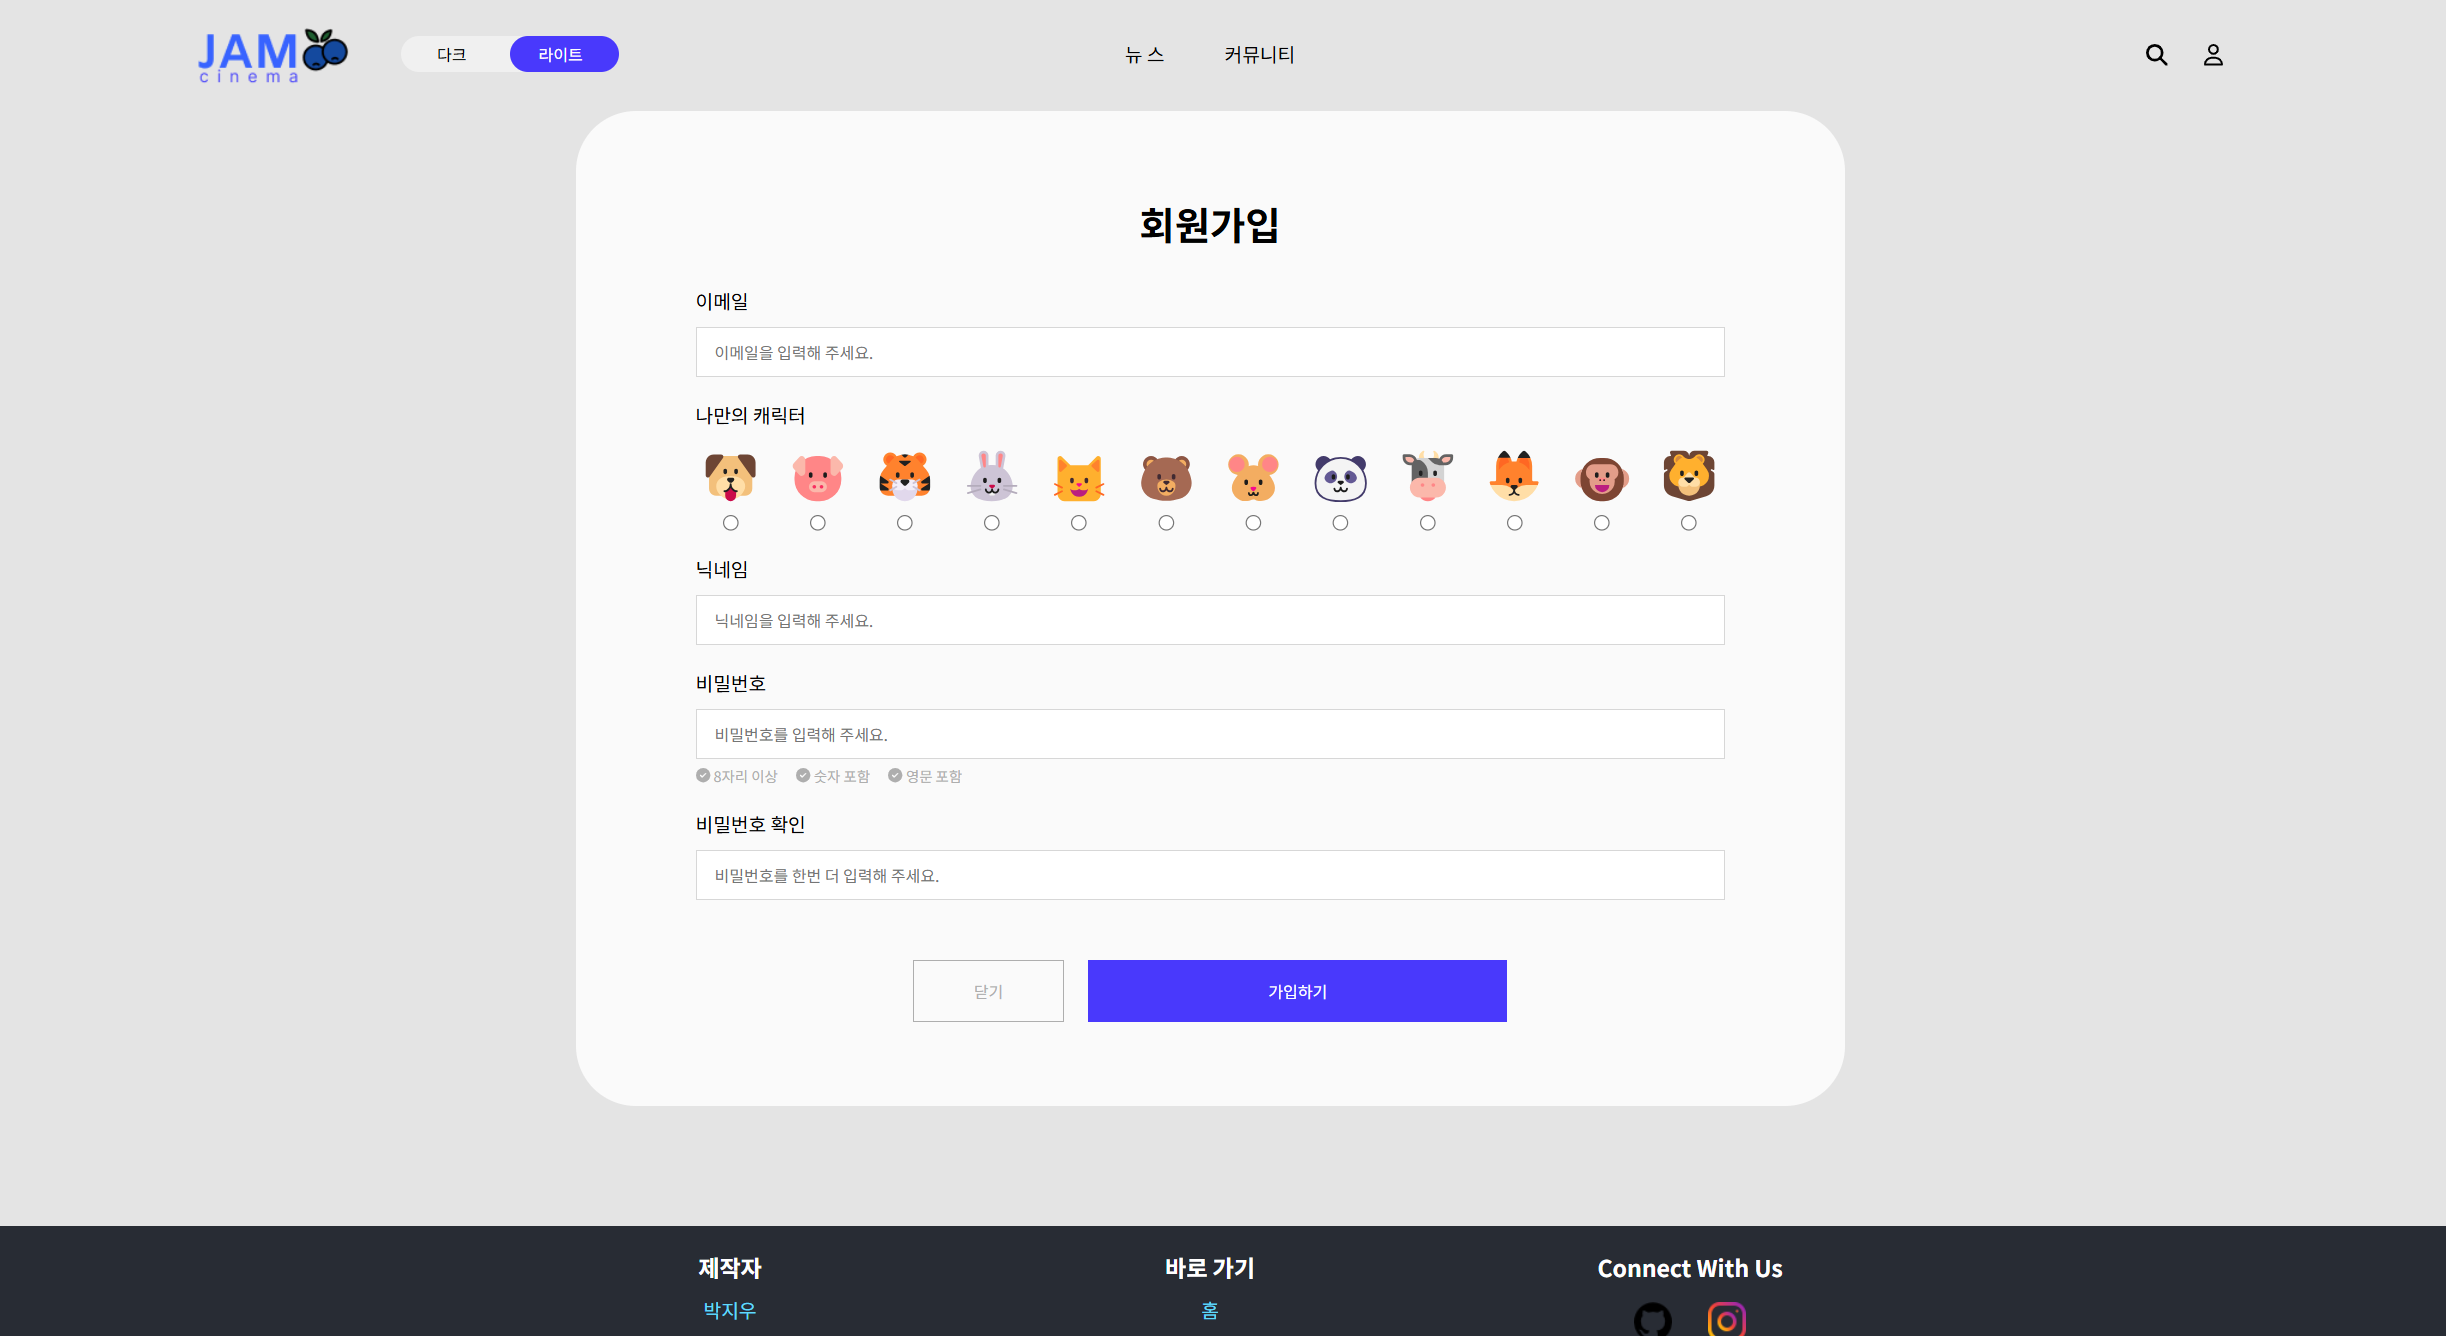 JAM
cinema
다크
라이트
뉴 스
커뮤니티
회원가입
이메일
이메일을 입력해 주세요.
나만의 캐릭터
닉네임
닉네임을 입력해 주세요.
비밀번호
비밀번호를 입력해 주세요.
8자리 이상 숫자 포함 영문 포함
비밀번호 확인
비밀번호를 한번 더 입력해 주세요.
닫기
가입하기
제작자
박지우
바로 가기
홈
Connect With Us